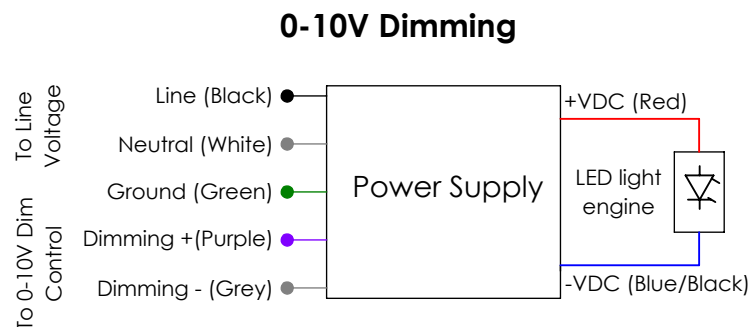 0-10V Dimming
To Line
Voltage
Line (Black)
Neutral (White)
Ground (Green)
To 0-10V Dim
Control
Dimming +(Purple)
Dimming - (Grey)
Power Supply
+VDC (Red)
LED light
engine
-VDC (Blue/Black)